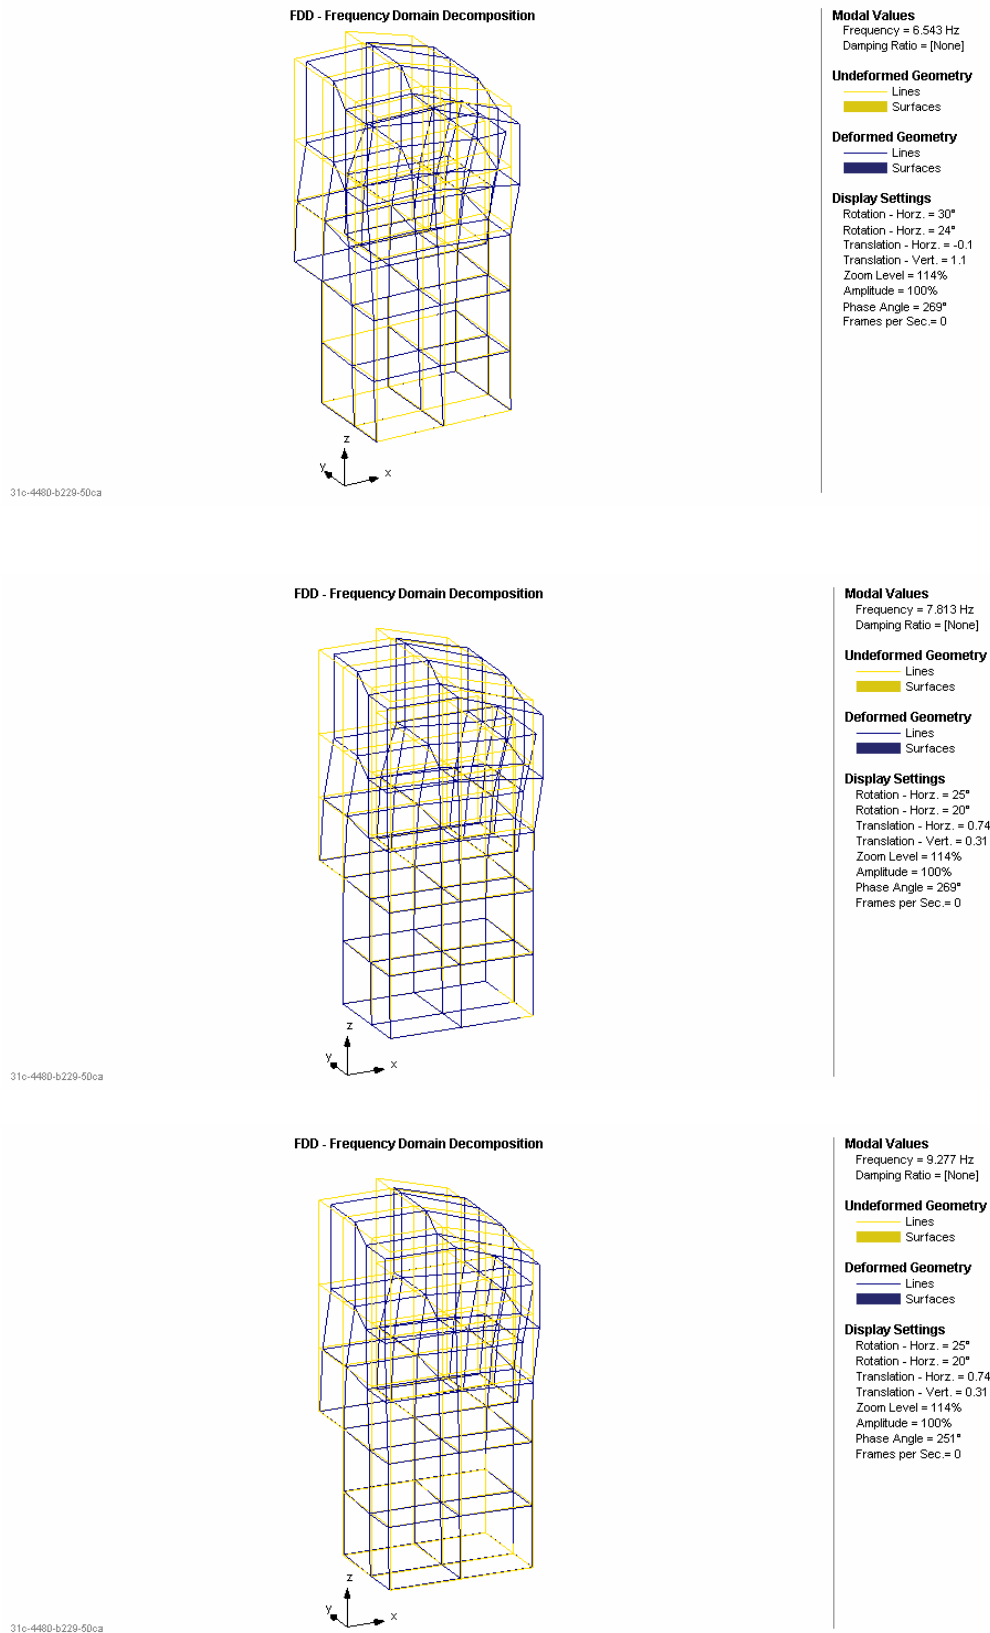 FDD - Frequency Domain Decomposition
Modal Values
Frequency = 6.543 Hz
Damping Ratio = [None]
Undeformed Geometry
Lines
Surfaces
Deformed Geometry
Lines
Surfaces
Display Settings
Rotation - Horz. = 30°
Rotation - Horz. = 24°
Translation - Horz. = -0.1
Translation - Vert. = 1.1
Zoom Level = 114%
Amplitude = 100%
Phase Angle = 269°
Frames per Sec.= 0
z
y
x
31c-4480-b229-50ca
FDD - Frequency Domain Decomposition
Modal Values
Frequency = 7.813 Hz
Damping Ratio = [None]
Undeformed Geometry
Lines
Surfaces
Deformed Geometry
Lines
Surfaces
Display Settings
Rotation - Horz. = 25°
Rotation - Horz. = 20°
Translation - Horz. = 0.74
Translation - Vert. = 0.31
Zoom Level = 114%
Amplitude = 100%
Phase Angle = 269°
Frames per Sec.= 0
z
y
x
31c-4480-b229-50ca
FDD - Frequency Domain Decomposition
Modal Values
Frequency = 9.277 Hz
Damping Ratio = [None]
Undeformed Geometry
Lines
Surfaces
Deformed Geometry
Lines
Surfaces
Display Settings
Rotation - Horz. = 25°
Rotation - Horz. = 20°
Translation - Horz. = 0.74
Translation - Vert. = 0.31
Zoom Level = 114%
Amplitude = 100%
Phase Angle = 251°
Frames per Sec.= 0
z
y
x
31c-4480-b229-50ca